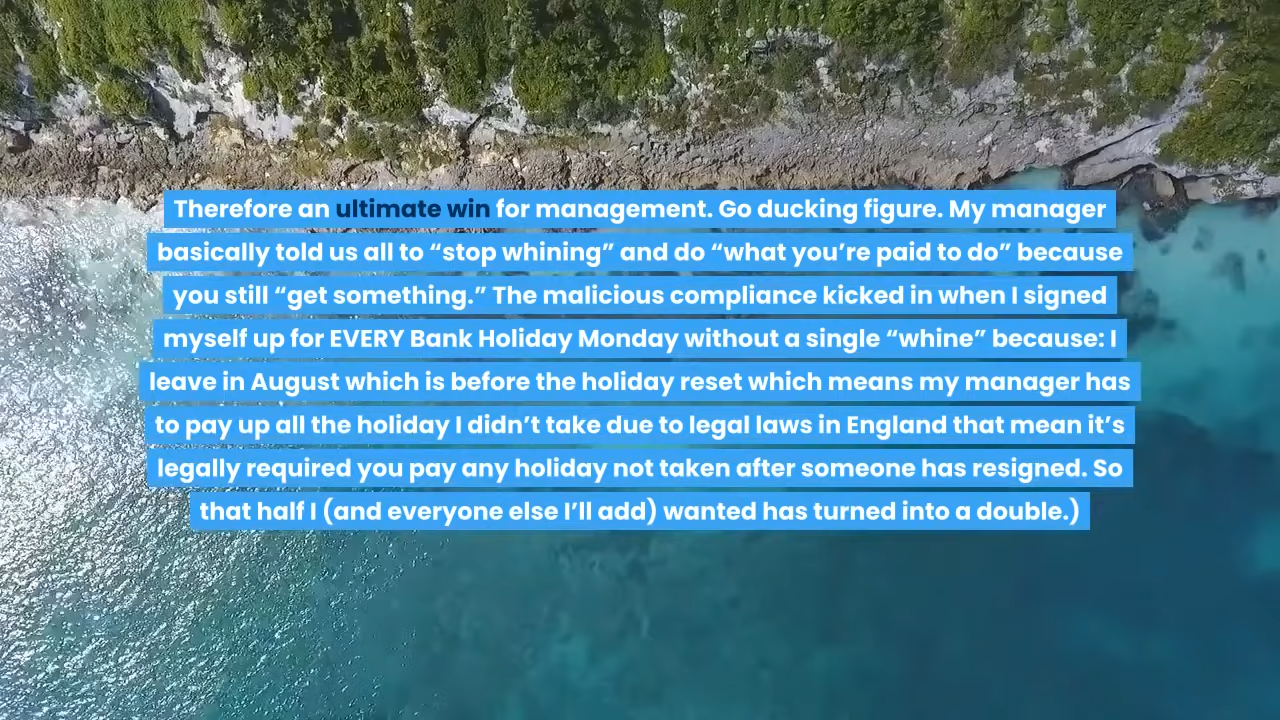 Therefore an ultimate win for management. Go ducking figure. My manager
basically told us all to “stop whining” and do “what you’re paid to do” because
you still “get something.” The malicious compliance kicked in when I signed
myself up for EVERY Bank Holiday Monday without a single “whine” because: I
leave in August which is before the holiday reset which means my manager has
to pay up all the holiday I didn’t take due to legal laws in England that mean it’s
legally required you pay any holiday not taken after someone has resigned. So
that half I (and everyone else I’ll add) wanted has turned into a double.)